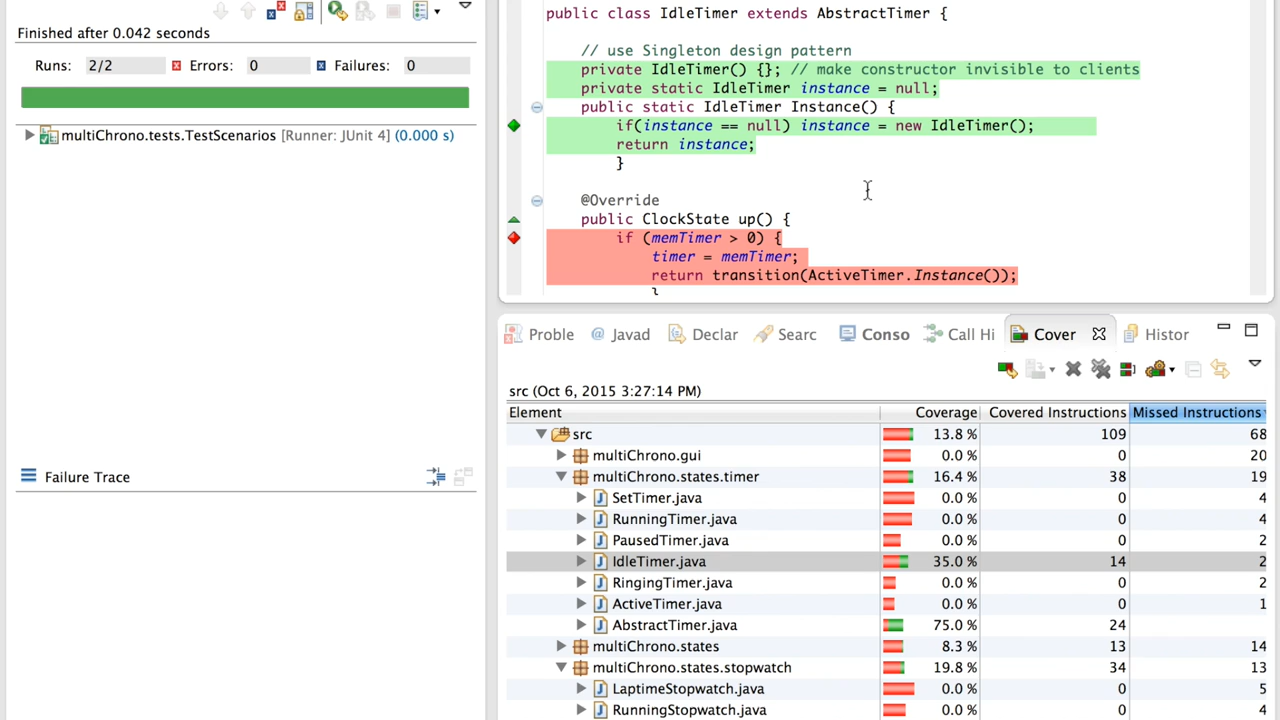 Finished after 0.042 seconds
Runs: 2/2 Errors: 0 Failures: 0
multiChrono.tests.TestScenarios [Runner: JUnit 4] (0.000 s)
Failure Trace
public class IdleTimer extends AbstractTimer {
// use Singleton design pattern
private IdleTimer() {}; // make constructor invisible to clients
private static IdleTimer instance = null;
public static IdleTimer Instance() {
if(instance == null) instance = new IdleTimer();
return instance;
}
@Override
public ClockState up() {
if (memTimer > 0) {
timer = memTimer;
return transition(ActiveTimer.Instance());
}
Proble @ Javad Declar Searc Conso Call Hi Cover Histor
src (Oct 6, 2015 3:27:14 PM)
Element Coverage Covered Instructions Missed Instructions
src 13.8 % 109 68
multiChrono.gui 0.0 % 0 20
multiChrono.states.timer 16.4 % 38 19
SetTimer.java 0.0 % 0 4
RunningTimer.java 0.0 % 0 4
PausedTimer.java 0.0 % 0 2
IdleTimer.java 35.0 % 14 2
RingingTimer.java 0.0 % 0 2
ActiveTimer.java 0.0 % 0 1
AbstractTimer.java 75.0 % 24
multiChrono.states 8.3 % 13 14
multiChrono.states.stopwatch 19.8 % 34 13
LaptimeStopwatch.java 0.0 % 0 5
RunningStopwatch.java 0.0 % 0 4